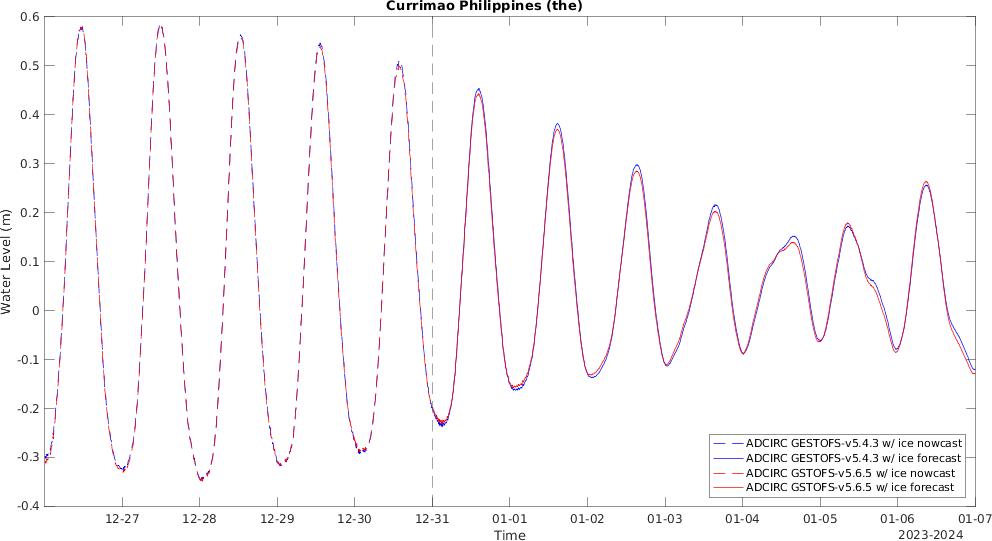 Currimao Philippines (the)
Water Level (m)
0.6
0.5
0.4
0.3
0.2
0.1
0
-0.1
-0.2
-0.3
-0.4
ADCIRC GESTOFS-v5.4.3 w/ ice nowcast
ADCIRC GESTOFS-v5.4.3 w/ ice forecast
ADCIRC GSTOFS-v5.6.5 w/ ice nowcast
ADCIRC GSTOFS-v5.6.5 w/ ice forecast
12-27 12-28 12-29 12-30 12-31 01-01 01-02 01-03 01-04 01-05 01-06 01-07
Time
2023-2024